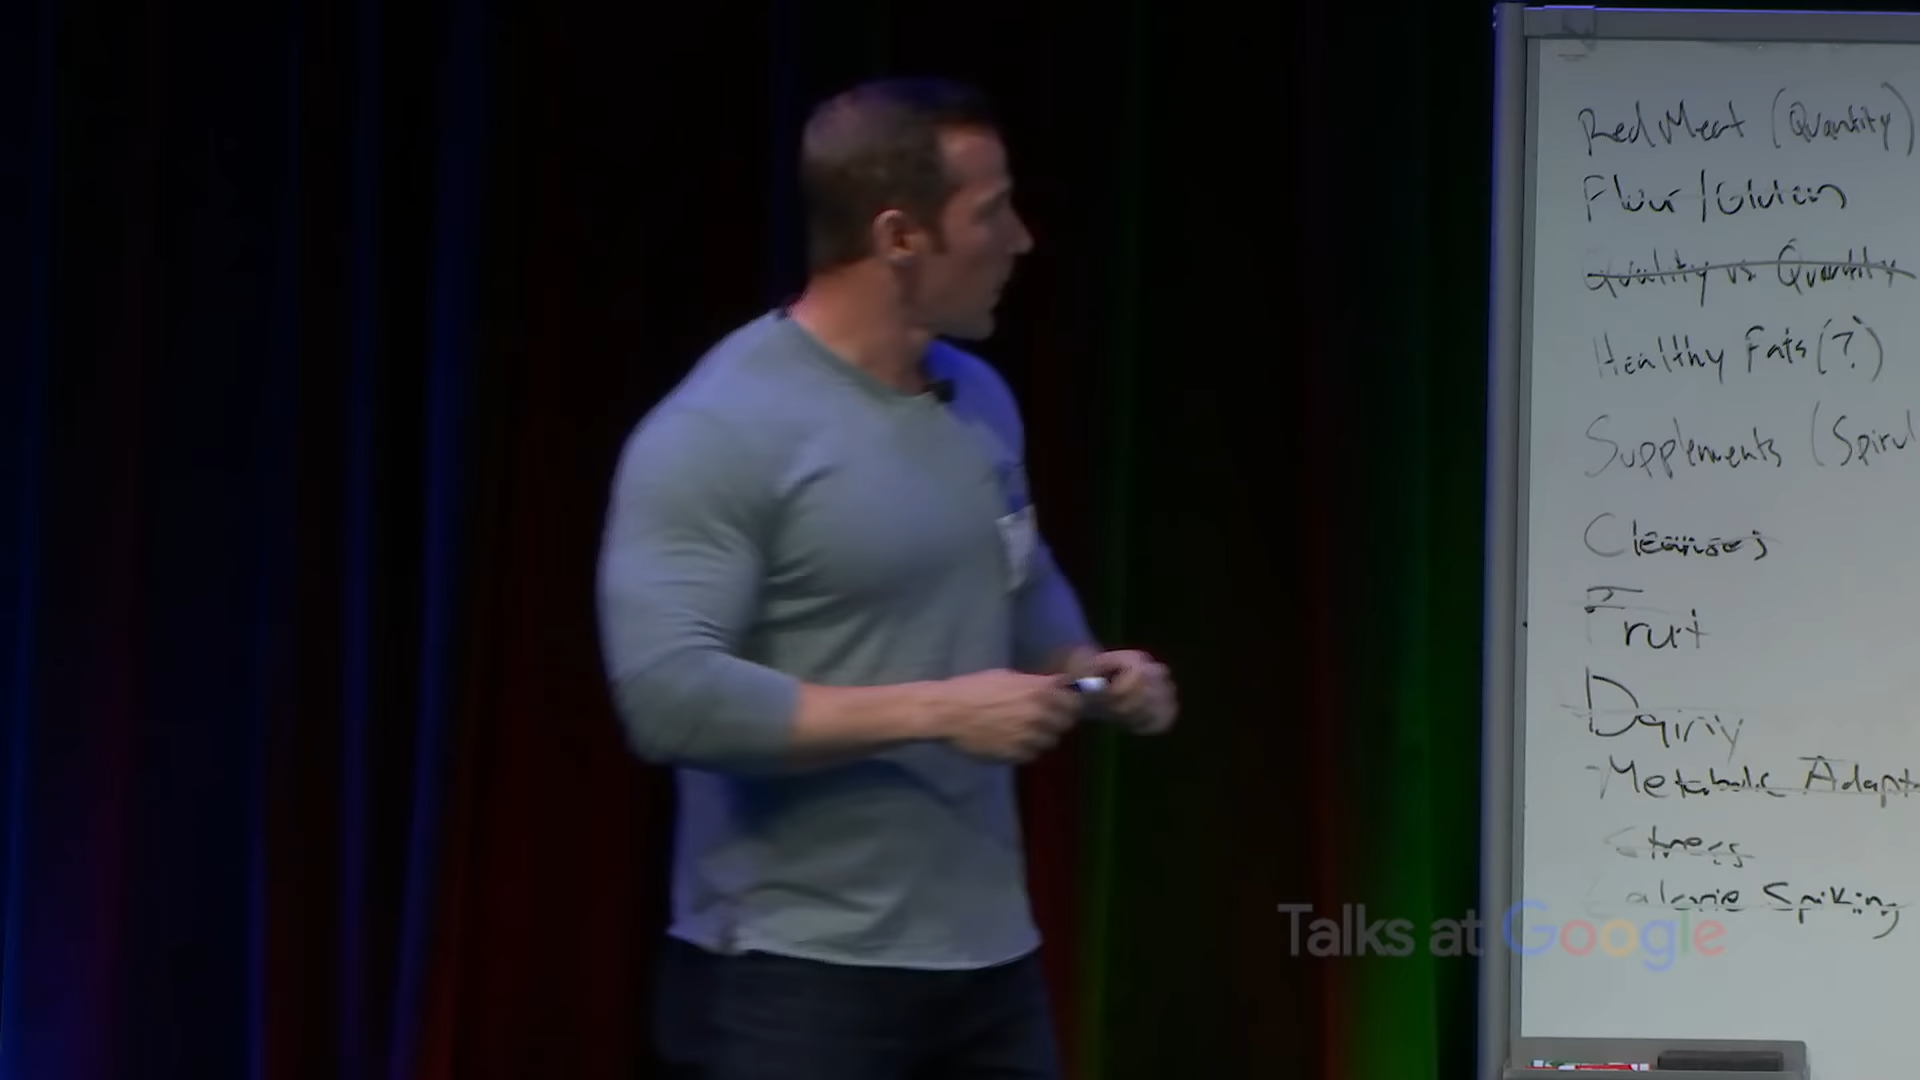 Red Meat (Quantity)
Flour/Gluten
Quality vs Quantity
Healthy Fats (?)
Supplements (Spirul
Cleanses
Fruit
Dairy
Metabolic Adapt
Stress
Calorie Spiking
Talks at Google